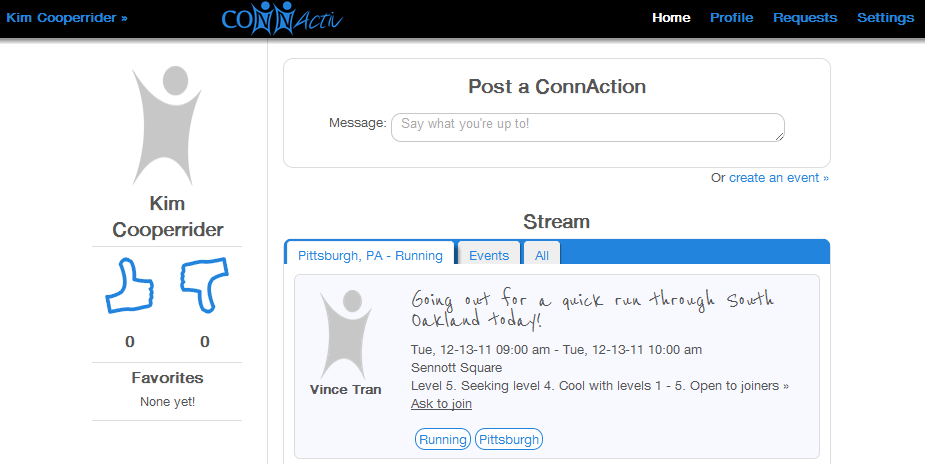 Kim Cooperrider »
CONNActiv
Home Profile Requests Settings
Kim
Cooperrider
0 0
Favorites
None yet!
Post a ConnAction
Message: Say what you're up to!
Or create an event »
Stream
Pittsburgh, PA - Running Events All
Going out for a quick run through South
Oakland today!
Vince Tran
Tue, 12-13-11 09:00 am - Tue, 12-13-11 10:00 am
Sennott Square
Level 5. Seeking level 4. Cool with levels 1 - 5. Open to joiners »
Ask to join
Running Pittsburgh